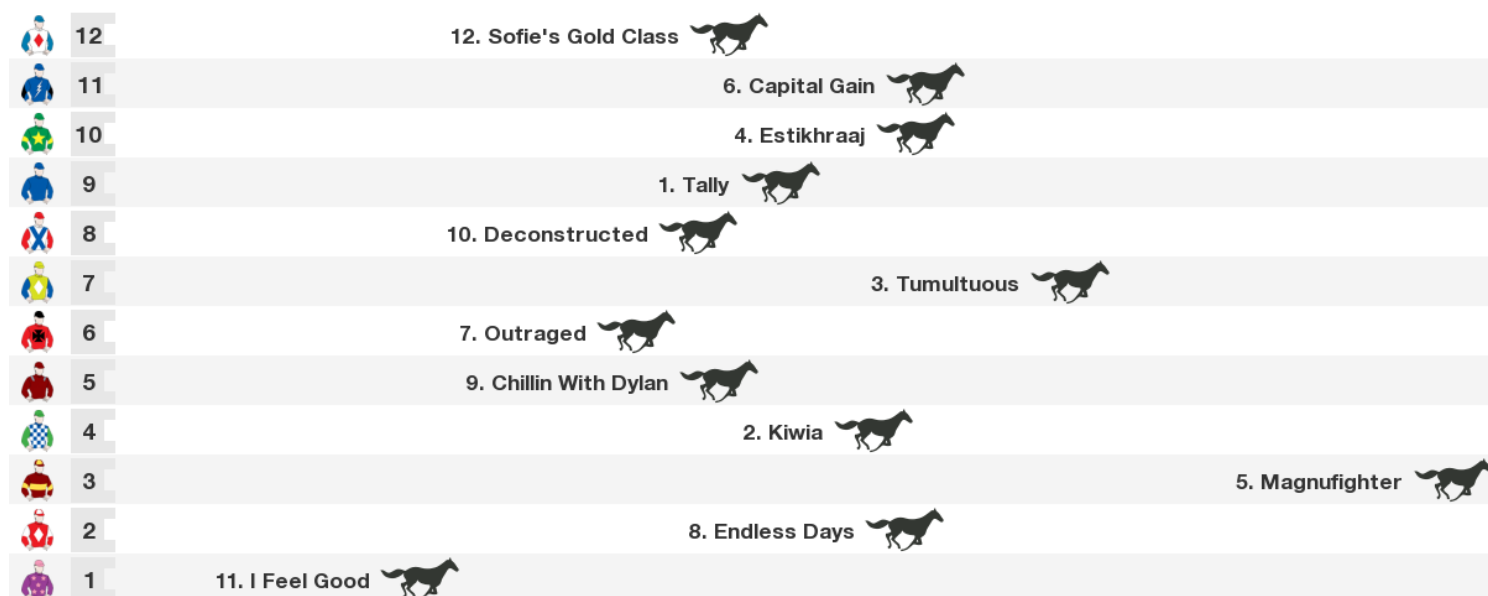 12 12. Sofie's Gold Class
11 6. Capital Gain
10 4. Estikhraaj
9 1. Tally
8 10. Deconstructed
7 3. Tumultuous
6 7. Outraged
5 9. Chillin With Dylan
4 2. Kiwia
3 5. Magnufighter
2 8. Endless Days
1 11. I Feel Good